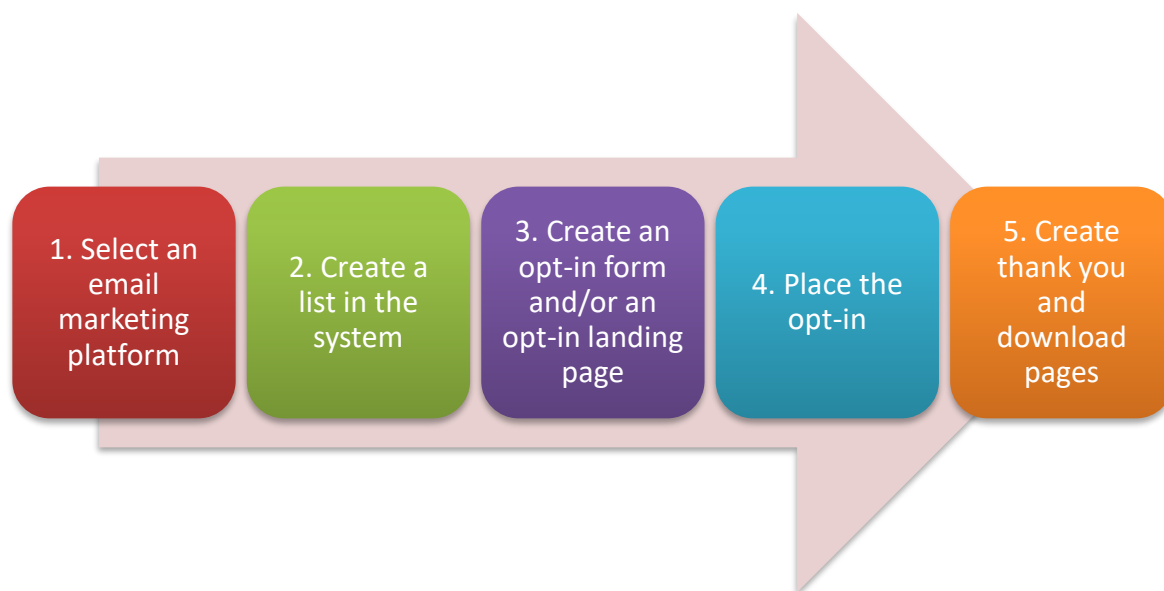 1. Select an
email
marketing
platform
2. Create a
list in the
system
3. Create an
opt-in form
and/or an
opt-in landing
page
4. Place the
opt-in
5. Create
thank you
and
download
pages